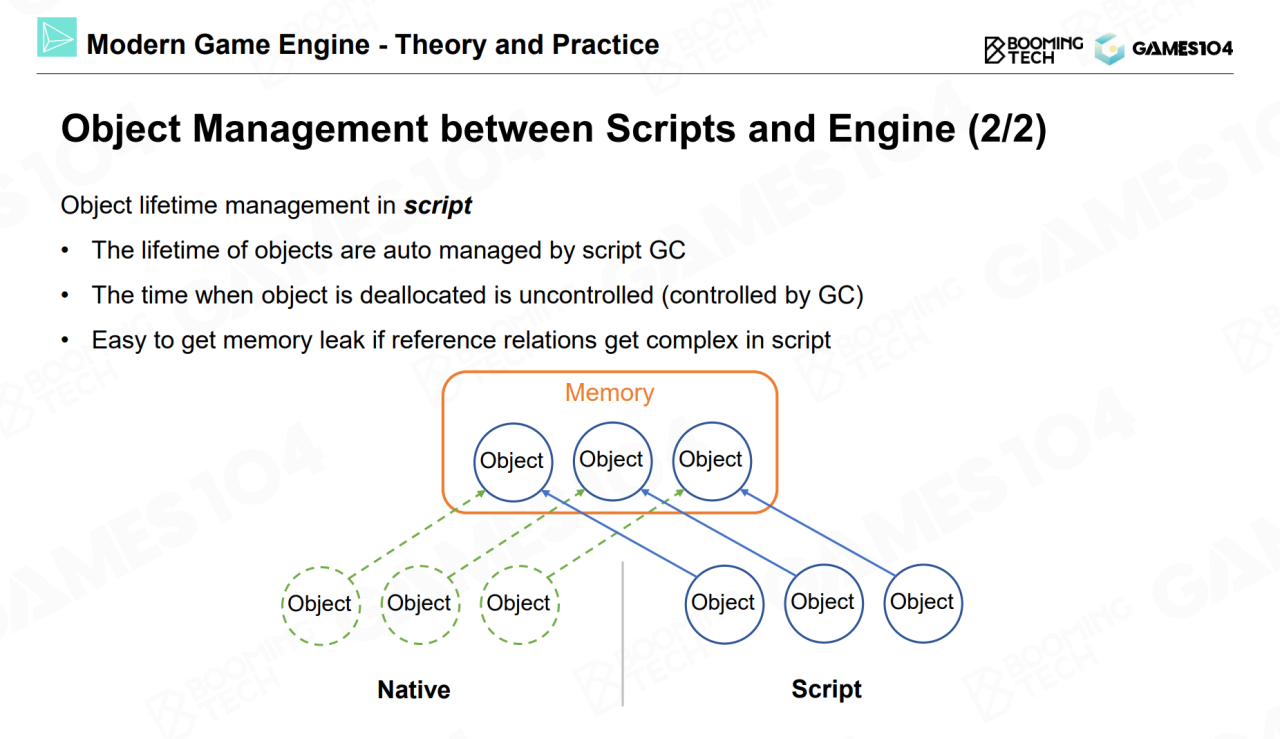 Modern Game Engine - Theory and Practice
BOOMING TECH
GAMES104
Object Management between Scripts and Engine (2/2)
Object lifetime management in script
• The lifetime of objects are auto managed by script GC
• The time when object is deallocated is uncontrolled (controlled by GC)
• Easy to get memory leak if reference relations get complex in script
Memory
Object Object Object
Object Object Object Object Object Object
Native Script